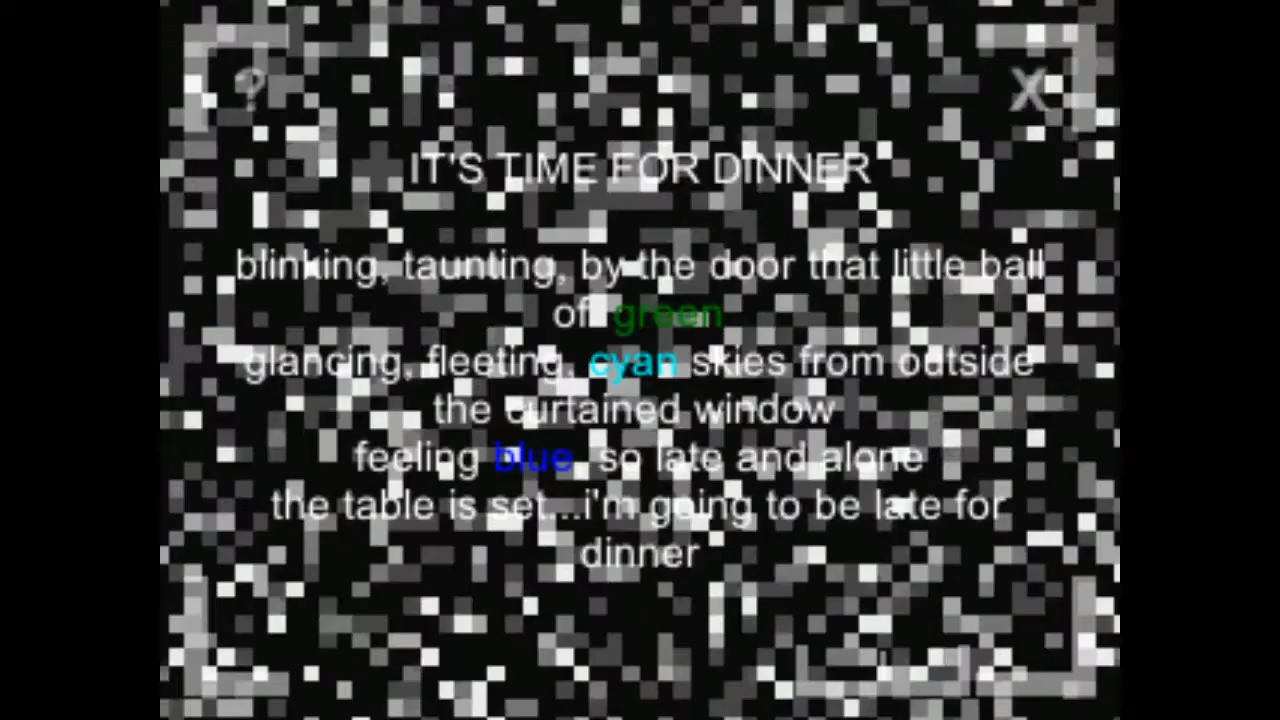 ?
X
IT'S TIME FOR DINNER
blinking, taunting, by the door that little ball
of green
glancing, fleeting, cyan skies from outside
the curtained window
feeling blue, so late and alone
the table is set...i'm going to be late for
dinner